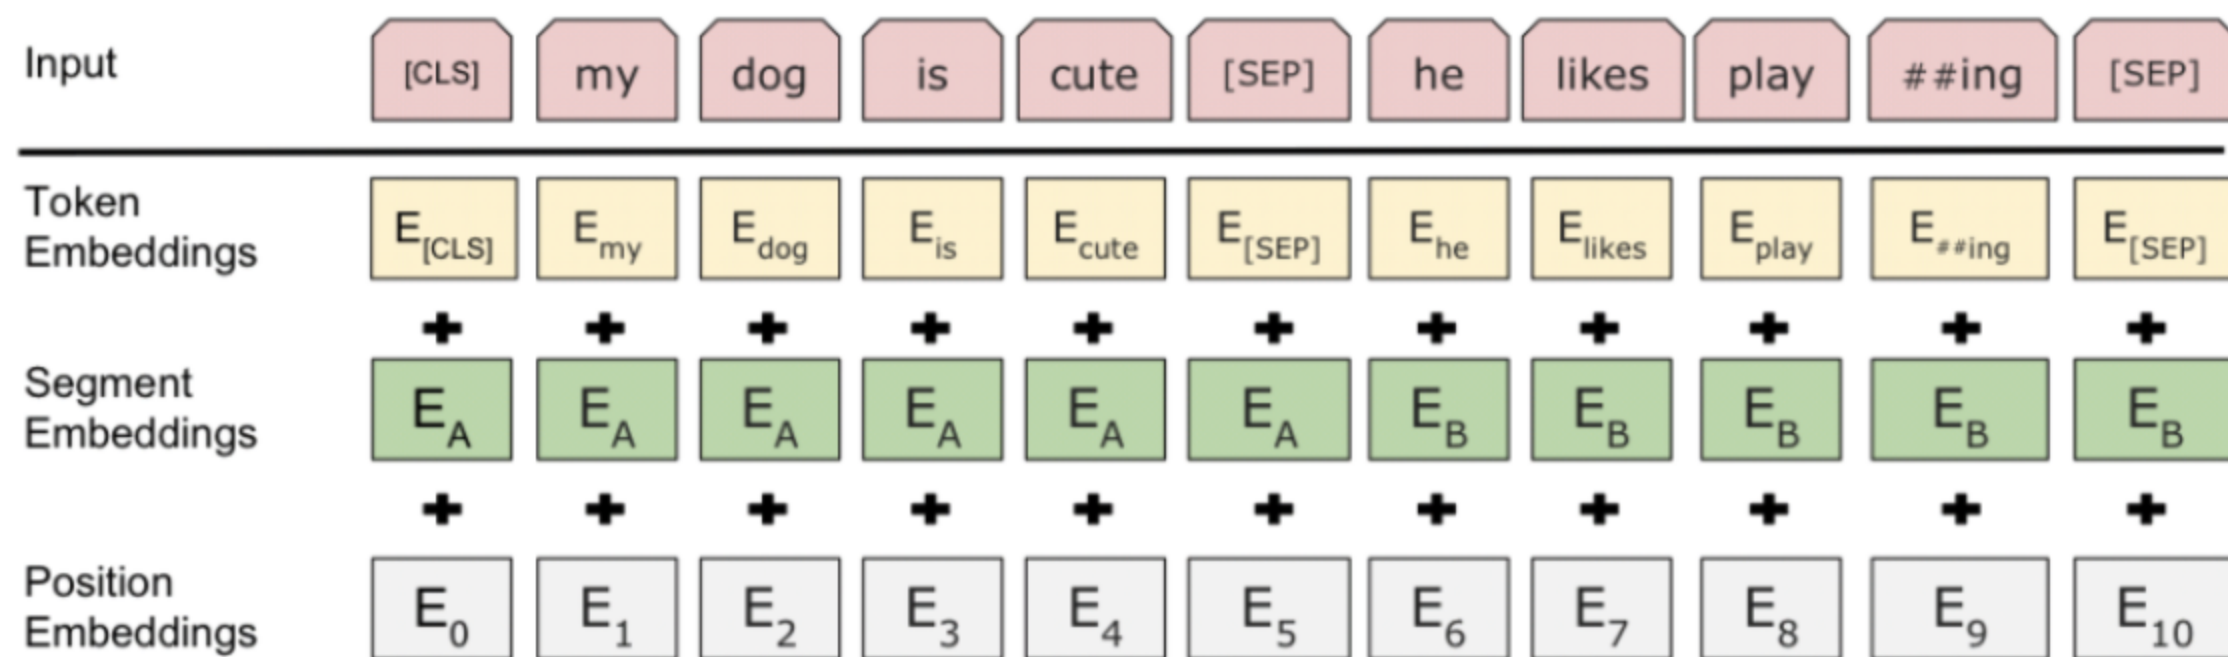 Input [CLS] my dog is cute [SEP] he likes play ##ing [SEP]
Token
Embeddings E[CLS] Emy Edog Eis Ecute E[SEP] Ehe Elikes Eplay E##ing E[SEP]
+ + + + + + + + + + +
Segment
Embeddings EA EA EA EA EA EA EB EB EB EB EB
+ + + + + + + + + + +
Position
Embeddings E0 E1 E2 E3 E4 E5 E6 E7 E8 E9 E10